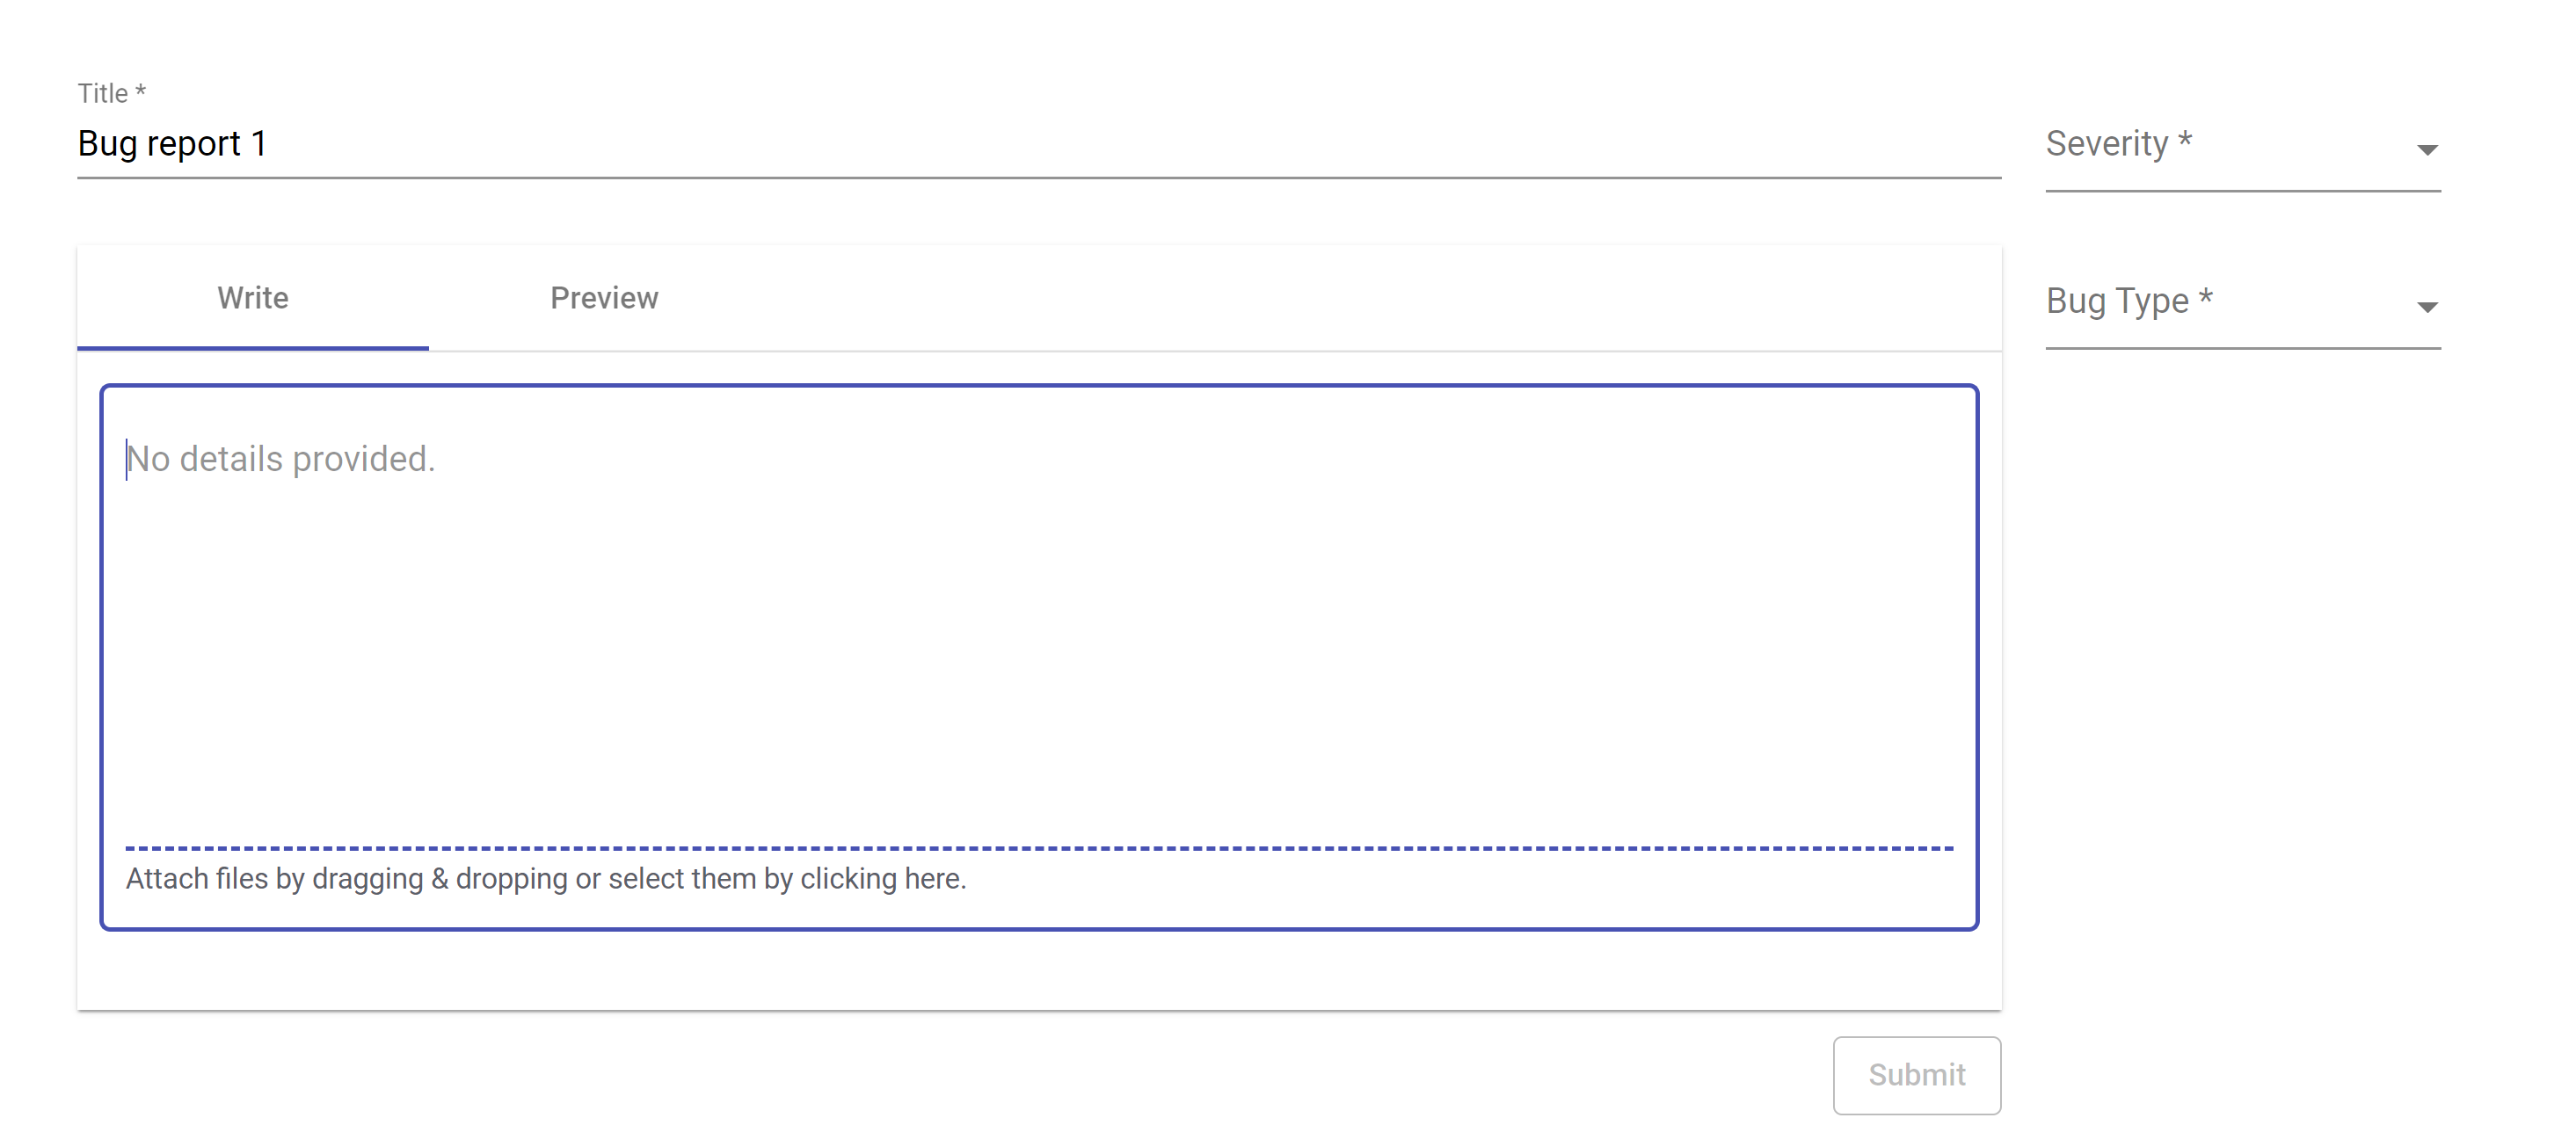 Title *
Bug report 1
Severity *
Write
Preview
Bug Type *
No details provided.
Attach files by dragging & dropping or select them by clicking here.
Submit